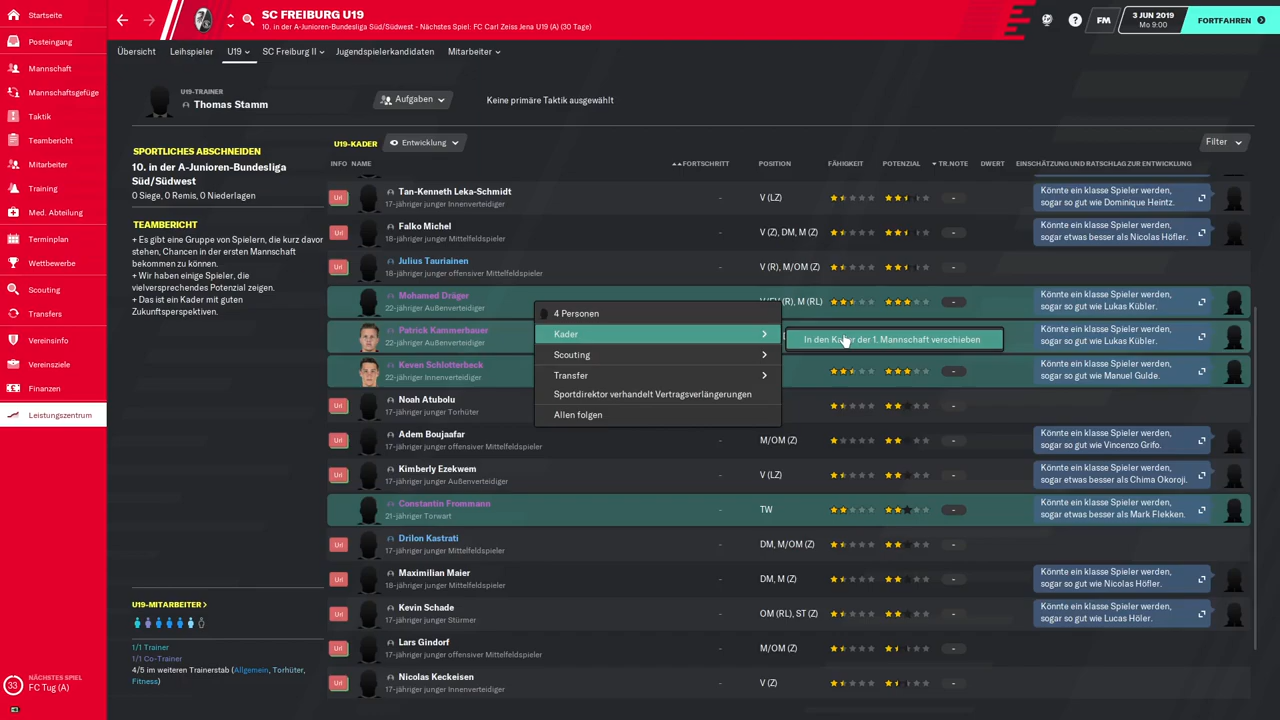 Startseite
Posteingang
Mannschaft
Mannschaftsgefüge
Taktik
Teambericht
Mitarbeiter
Training
Med. Abteilung
Terminplan
Wettbewerbe
Scouting
Transfers
Vereinsinfo
Vereinsziele
Finanzen
Leistungszentrum
33
NÄCHSTES SPIEL
FC Tug (A)
SC FREIBURG U19
10. in der A-Junioren-Bundesliga Süd/Südwest - Nächstes Spiel: FC Carl Zeiss Jena U19 (A) (30 Tage)
FM
3 JUN 2019
Mo 9:00
FORTFAHREN
Übersicht
Leihspieler
U19
SC Freiburg II
Jugendspielerkandidaten
Mitarbeiter
U19-TRAINER
Thomas Stamm
Aufgaben
Keine primäre Taktik ausgewählt
SPORTLICHES ABSCHNEIDEN
10. in der A-Junioren-Bundesliga
Süd/Südwest
0 Siege, 0 Remis, 0 Niederlagen
TEAMBERICHT
+ Es gibt eine Gruppe von Spielern, die kurz davor
stehen, Chancen in der ersten Mannschaft
bekommen zu können.
+ Wir haben einige Spieler, die
vielversprechendes Potenzial zeigen.
+ Das ist ein Kader mit guten
Zukunftsperspektiven.
U19-MITARBEITER >
1/1 Trainer
1/1 Co-Trainer
4/5 im weiteren Trainerstab (Allgemein, Torhüter,
Fitness)
U19-KADER
Entwicklung
Filter
INFO NAME FORTSCHRITT POSITION FÄHIGKEIT POTENZIAL TR.NOTE DWERT EINSCHÄTZUNG UND RATSCHLAG ZUR ENTWICKLUNG
Url Tan-Kenneth Leka-Schmidt
17-jähriger junger Innenverteidiger
- V (LZ) -
Könnte ein klasse Spieler werden,
sogar so gut wie Dominique Heintz.
Url Falko Michel
18-jähriger junger Mittelfeldspieler
- V (Z), DM, M (Z) -
Könnte ein klasse Spieler werden,
sogar etwas besser als Nicolas Höfler.
Url Julius Tauriainen
18-jähriger junger offensiver Mittelfeldspieler
- V (R), M/OM (Z) -
Url Mohamed Dräger
22-jähriger Außenverteidiger
(R), M (RL) -
Könnte ein klasse Spieler werden,
sogar so gut wie Lukas Kübler.
Url Patrick Kammerbauer
22-jähriger Außenverteidiger
Könnte ein klasse Spieler werden,
sogar so gut wie Lukas Kübler.
Url Keven Schlotterbeck
22-jähriger Innenverteidiger
-
Könnte ein klasse Spieler werden,
sogar so gut wie Manuel Gulde.
4 Personen
Kader
In den Kader der 1. Mannschaft verschieben
Scouting
Transfer
Sportdirektor verhandelt Vertragsverlängerungen
Allen folgen
Url Noah Atubolu
17-jähriger junger Torhüter
-
Url Adem Boujaafar
17-jähriger junger offensiver Mittelfeldspieler
- M/OM (Z) -
Könnte ein klasse Spieler werden,
sogar so gut wie Vincenzo Grifo.
Url Kimberly Ezekwem
17-jähriger junger Außenverteidiger
- V (LZ) -
Könnte ein klasse Spieler werden,
sogar etwas besser als Chima Okoroji.
Url Constantin Frommann
21-jähriger Torwart
- TW -
Könnte ein klasse Spieler werden,
sogar etwas besser als Mark Flekken.
Url Drilon Kastrati
17-jähriger junger Mittelfeldspieler
- DM, M/OM (Z) -
Url Maximilian Maier
18-jähriger junger Mittelfeldspieler
- DM, M (Z) -
Könnte ein klasse Spieler werden,
sogar so gut wie Nicolas Höfler.
Url Kevin Schade
17-jähriger junger Stürmer
- OM (RL), ST (Z) -
Könnte ein klasse Spieler werden,
sogar so gut wie Lucas Höler.
Url Lars Gindorf
17-jähriger junger offensiver Mittelfeldspieler
- M/OM (Z) -
Url Nicolas Keckeisen
17-jähriger junger Innenverteidiger
- V (Z) -